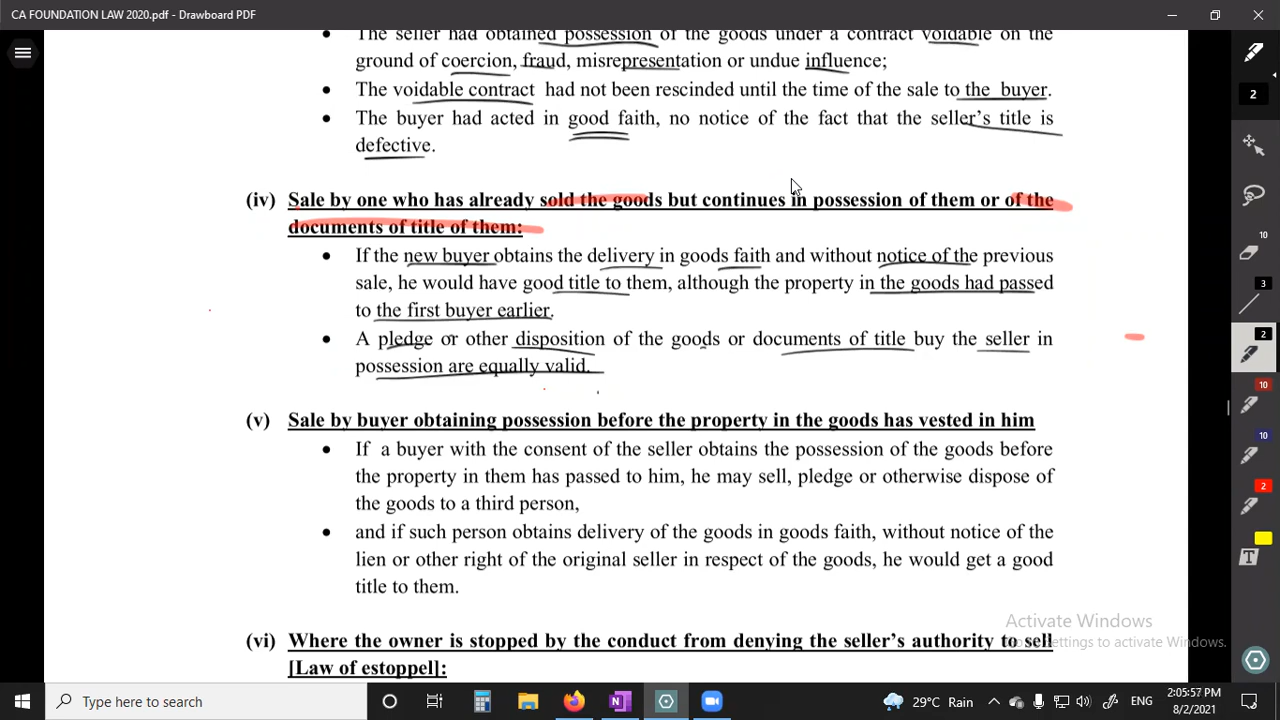 CA FOUNDATION LAW 2020.pdf - Drawboard PDF
• The seller had obtained possession of the goods under a contract voidable on the
ground of coercion, fraud, misrepresentation or undue influence;
• The voidable contract had not been rescinded until the time of the sale to the buyer.
• The buyer had acted in good faith, no notice of the fact that the seller's title is
defective.
(iv) Sale by one who has already sold the goods but continues in possession of them or of the
documents of title of them:
• If the new buyer obtains the delivery in goods faith and without notice of the previous
sale, he would have good title to them, although the property in the goods had passed
to the first buyer earlier.
• A pledge or other disposition of the goods or documents of title buy the seller in
possession are equally valid.
(v) Sale by buyer obtaining possession before the property in the goods has vested in him
• If a buyer with the consent of the seller obtains the possession of the goods before
the property in them has passed to him, he may sell, pledge or otherwise dispose of
the goods to a third person,
• and if such person obtains delivery of the goods in goods faith, without notice of the
lien or other right of the original seller in respect of the goods, he would get a good
title to them.
(vi) Where the owner is stopped by the conduct from denying the seller's authority to sell
[Law of estoppel]:
2
10
3
2
10
10
2
T
Activate Windows
settings to activate Windows.
Type here to search
N
29°C Rain
ENG
2:05:57 PM
8/2/2021